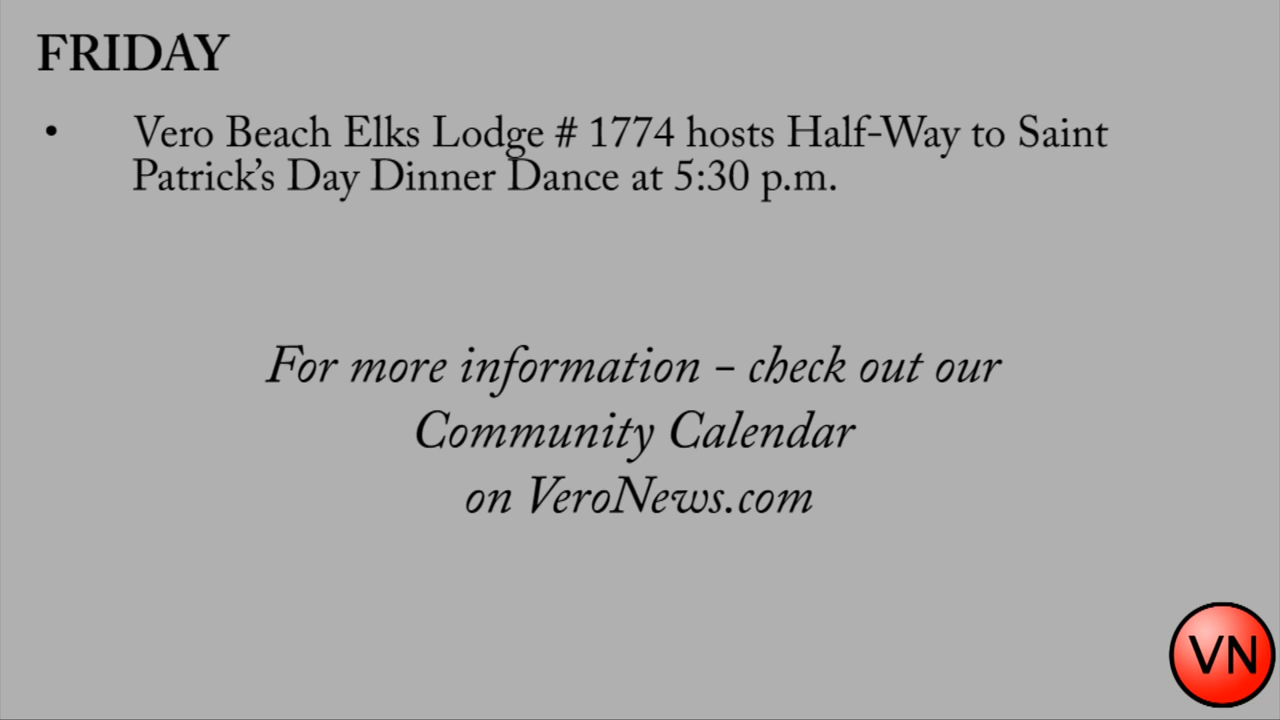 FRIDAY
• Vero Beach Elks Lodge # 1774 hosts Half-Way to Saint
Patrick’s Day Dinner Dance at 5:30 p.m.
For more information – check out our
Community Calendar
on VeroNews.com
VN